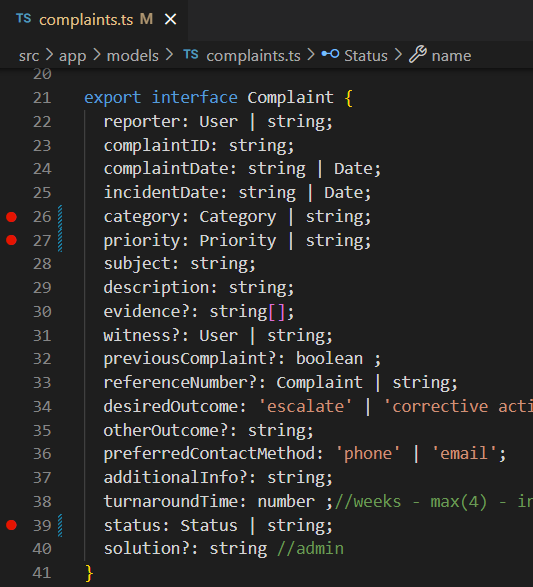 TS complaints.ts M ✕
src > app > models > TS complaints.ts > Status > name
20
21 export interface Complaint {
22 reporter: User | string;
23 complaintID: string;
24 complaintDate: string | Date;
25 incidentDate: string | Date;
26 category: Category | string;
27 priority: Priority | string;
28 subject: string;
29 description: string;
30 evidence?: string[];
31 witness?: User | string;
32 previousComplaint?: boolean ;
33 referenceNumber?: Complaint | string;
34 desiredOutcome: 'escalate' | 'corrective acti
35 otherOutcome?: string;
36 preferredContactMethod: 'phone' | 'email';
37 additionalInfo?: string;
38 turnaroundTime: number ;//weeks - max(4) - in
39 status: Status | string;
40 solution?: string //admin
41 }